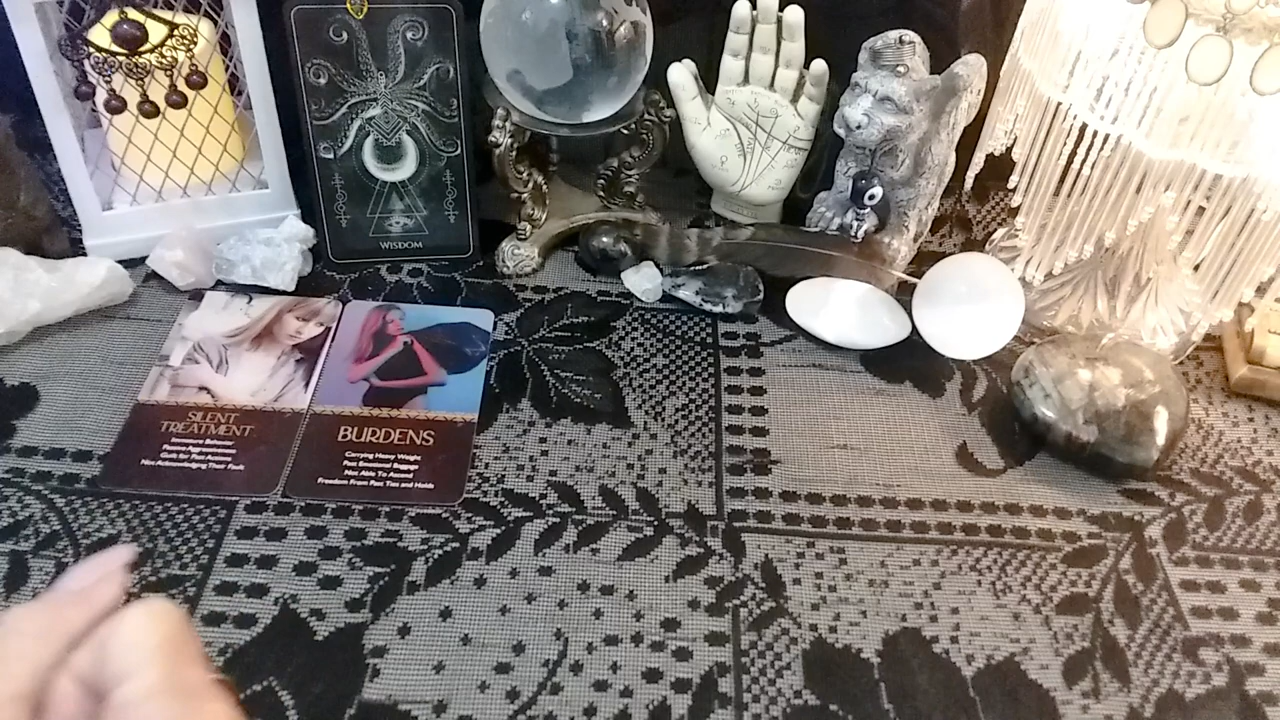 WISDOM
SILENT
TREATMENT
Immature Behavior
Passive Aggressiveness
Guilt for Past Actions
Not Acknowledging Their Fault
BURDENS
Carrying Heavy Weight
Past Emotional Baggage
Not Able To Ascend
Freedom From Past Ties and Holds